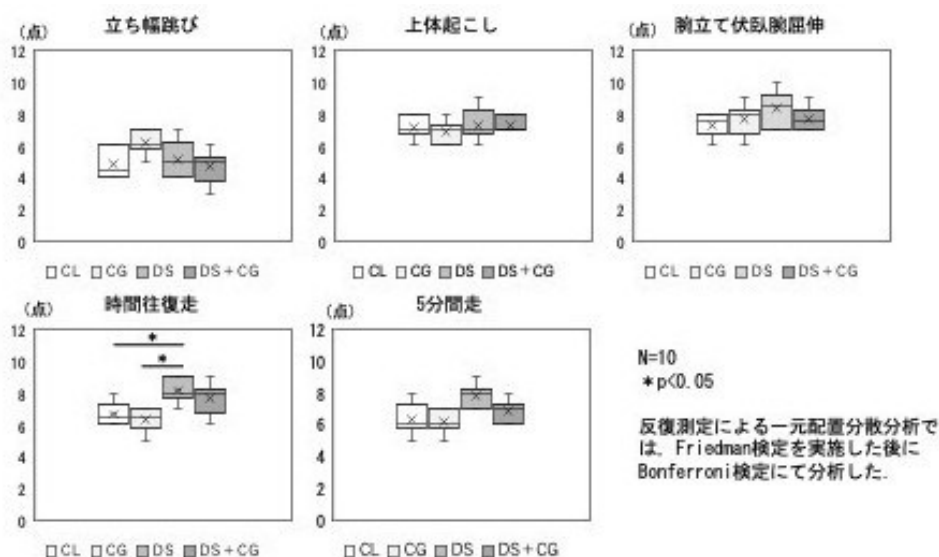 立ち幅跳び
(点)
12
10
8
6
4
2
0
CL CG DS DS+CG
上体起こし
(点)
12
10
8
6
4
2
0
CL CG DS DS+CG
腕立て伏臥腕屈伸
(点)
12
10
8
6
4
2
0
CL CG DS DS+CG
時間往復走
(点)
12
10
8
6
4
2
0
*
*
CL CG DS DS+CG
5分間走
(点)
12
10
8
6
4
2
0
CL CG DS DS+CG
N=10
*p<0.05
反復測定による一元配置分散分析で
は, Friedman検定を実施した後に
Bonferroni検定にて分析した.